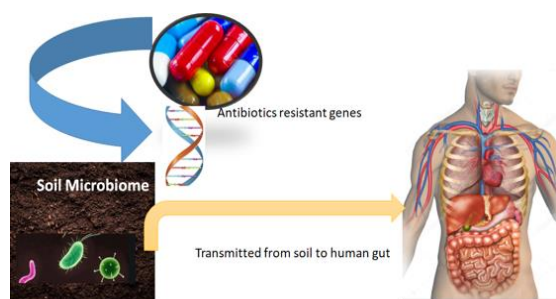 Antibiotics resistant genes
Soil Microbiome
Transmitted from soil to human gut